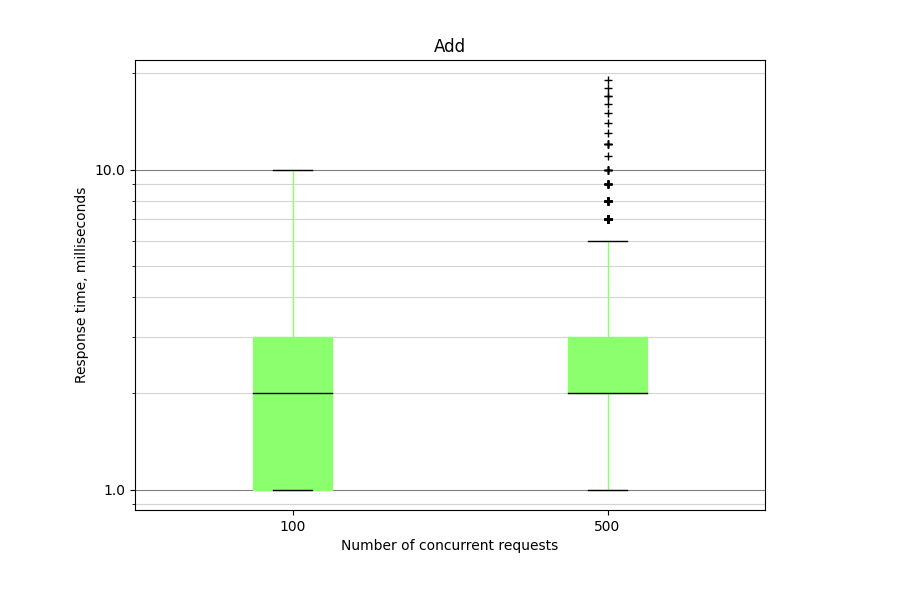 Add
Response time, milliseconds
10.0
1.0
100
500
Number of concurrent requests